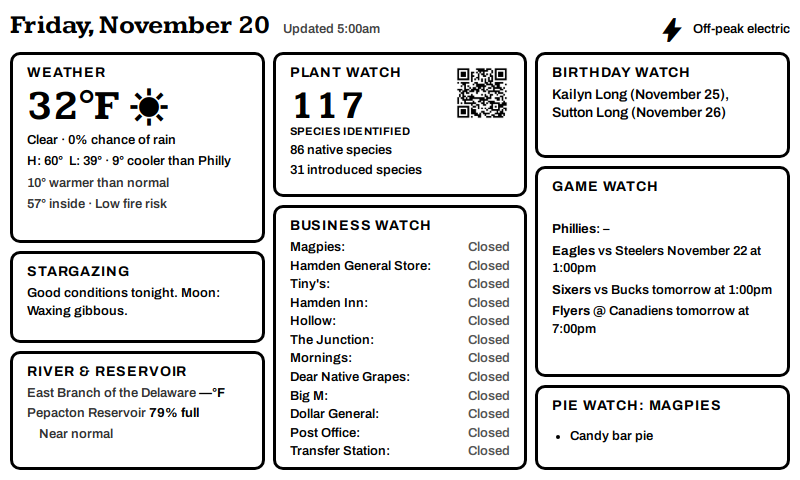 Friday, November 20 Updated 5:00am
Off-peak electric
WEATHER
32°F
Clear · 0% chance of rain
H: 60° L: 39° · 9° cooler than Philly
10° warmer than normal
57° inside · Low fire risk
STARGAZING
Good conditions tonight. Moon:
Waxing gibbous.
RIVER & RESERVOIR
East Branch of the Delaware —°F
Pepacton Reservoir 79% full
Near normal
PLANT WATCH
117
SPECIES IDENTIFIED
86 native species
31 introduced species
BUSINESS WATCH
Magpies: Closed
Hamden General Store: Closed
Tiny's: Closed
Hamden Inn: Closed
Hollow: Closed
The Junction: Closed
Mornings: Closed
Dear Native Grapes: Closed
Big M: Closed
Dollar General: Closed
Post Office: Closed
Transfer Station: Closed
BIRTHDAY WATCH
Kailyn Long (November 25),
Sutton Long (November 26)
GAME WATCH
Phillies: –
Eagles vs Steelers November 22 at
1:00pm
Sixers vs Bucks tomorrow at 1:00pm
Flyers @ Canadiens tomorrow at
7:00pm
PIE WATCH: MAGPIES
• Candy bar pie